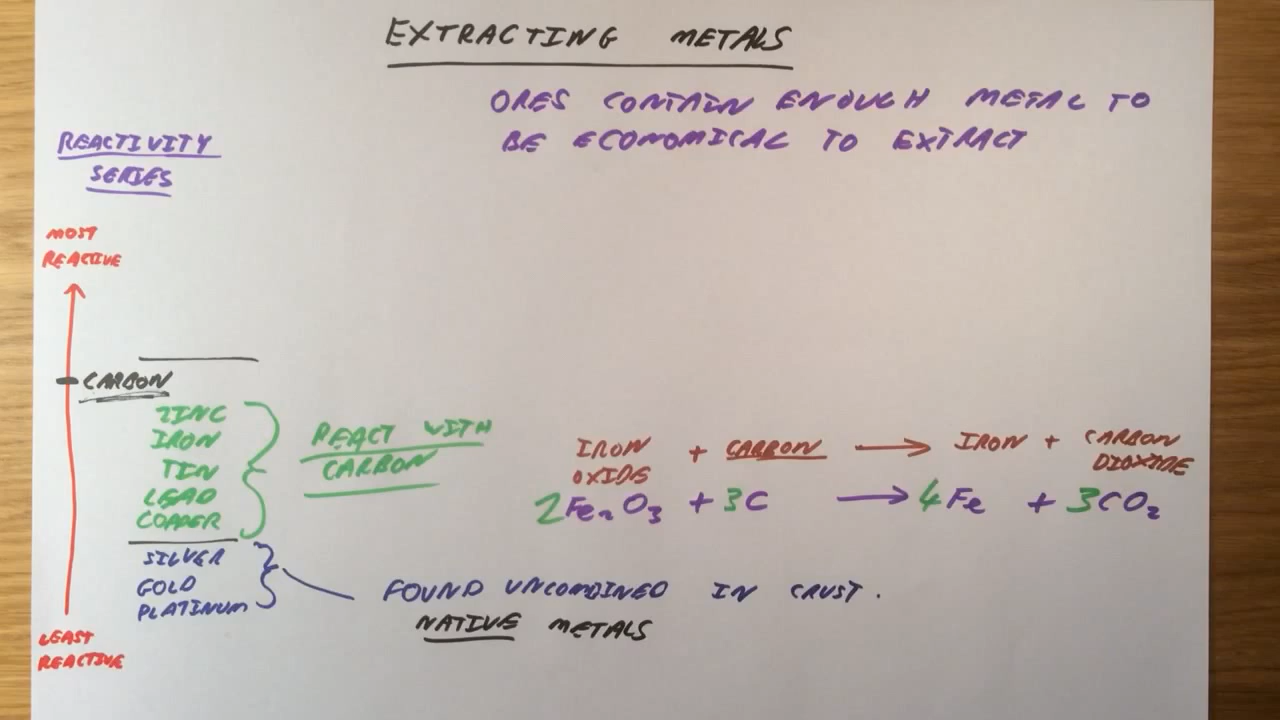 EXTRACTING METALS
ORES CONTAIN ENOUGH METAL TO
BE ECONOMICAL TO EXTRACT
REACTIVITY
SERIES
MOST
REACTIVE
CARBON
ZINC
IRON
TIN
LEAD
COPPER
REACT WITH
CARBON
IRON OXIDE + CARBON → IRON + CARBON DIOXIDE
2Fe₂O₃ + 3C → 4Fe + 3CO₂
SILVER
GOLD
PLATINUM
FOUND UNCOMBINED IN CRUST.
NATIVE METALS
LEAST
REACTIVE